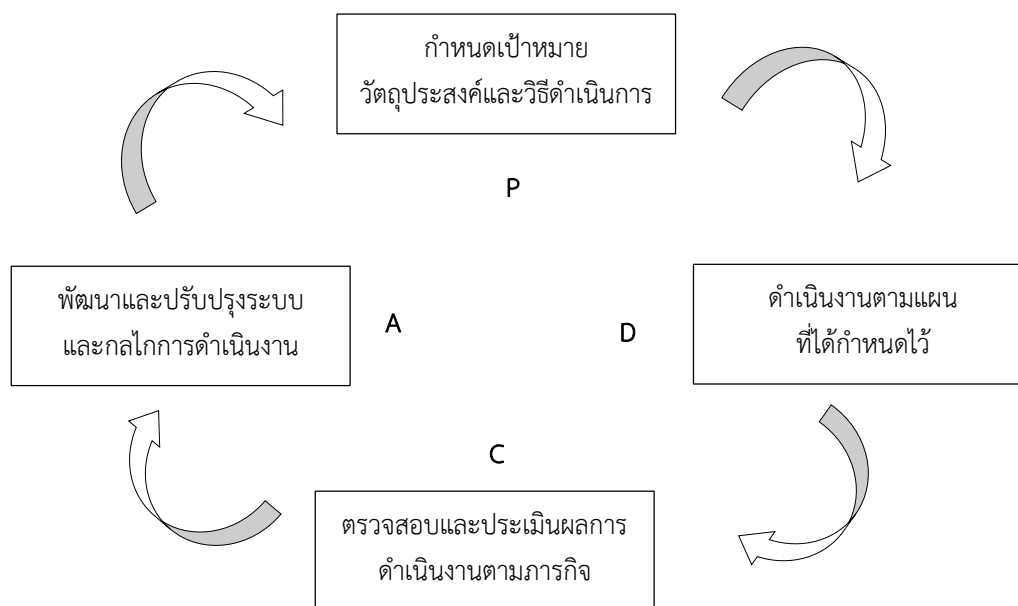 กำหนดเป้าหมาย
วัตถุประสงค์และวิธีดำเนินการ
P
พัฒนาและปรับปรุงระบบ
และกลไกการดำเนินงาน
A
D
ดำเนินงานตามแผน
ที่ได้กำหนดไว้
C
ตรวจสอบและประเมินผลการ
ดำเนินงานตามภารกิจ